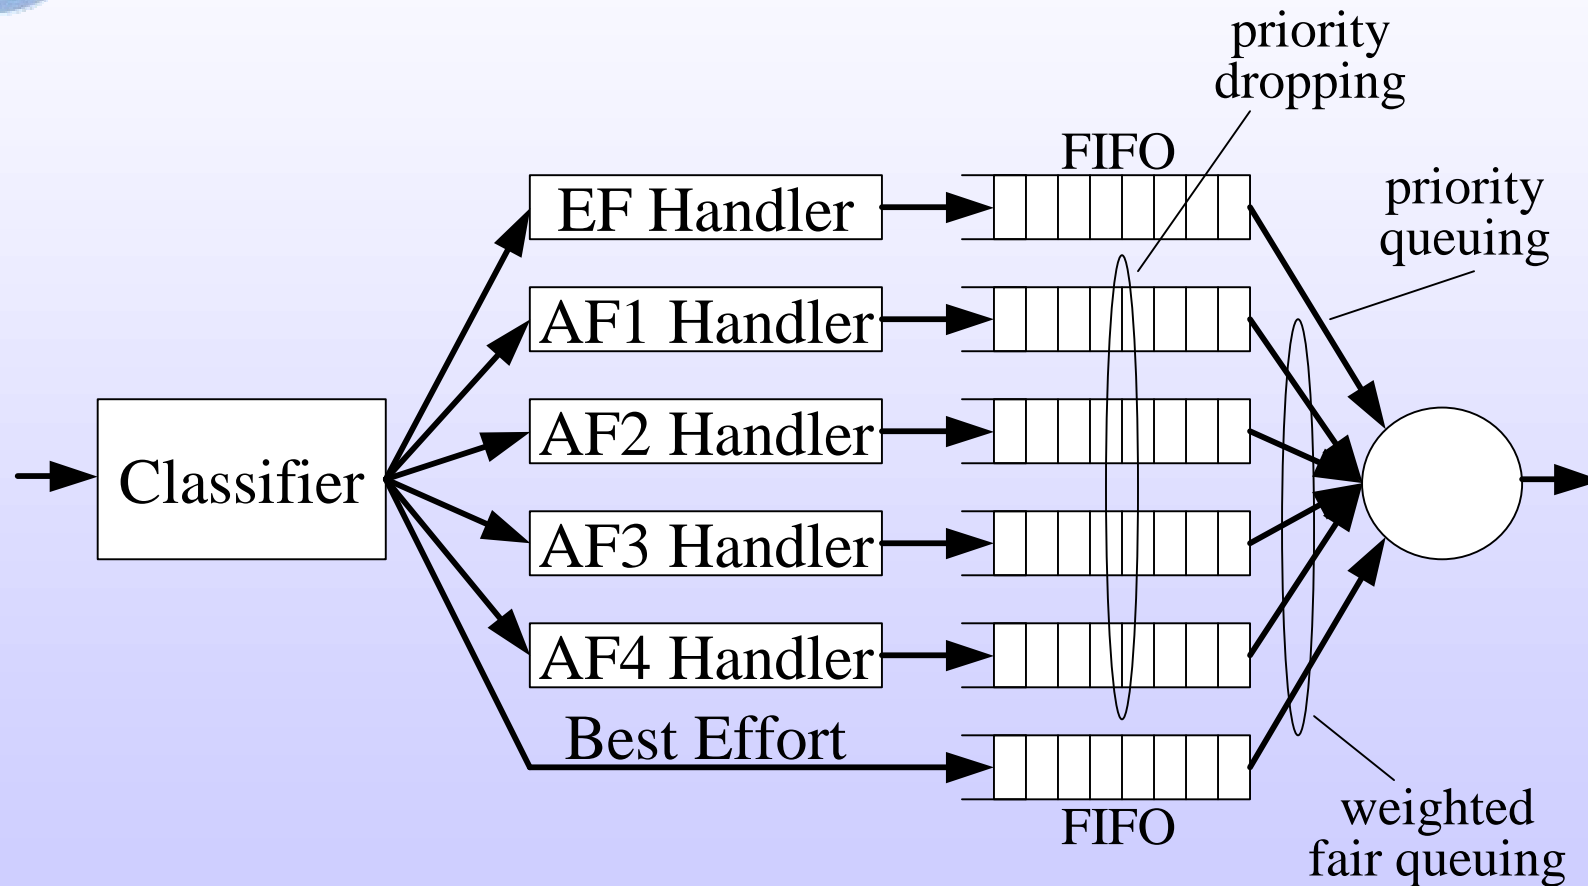 priority
dropping
FIFO
priority
queuing
EF Handler
AF1 Handler
AF2 Handler
Classifier
AF3 Handler
AF4 Handler
Best Effort
FIFO
weighted
fair queuing